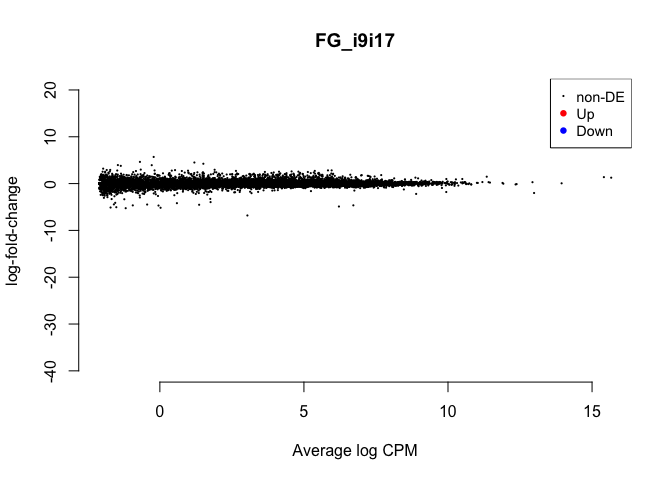 FG_i9i17
non-DE
Up
Down
20
10
0
-10
-20
-30
-40
log-fold-change
0 5 10 15
Average log CPM